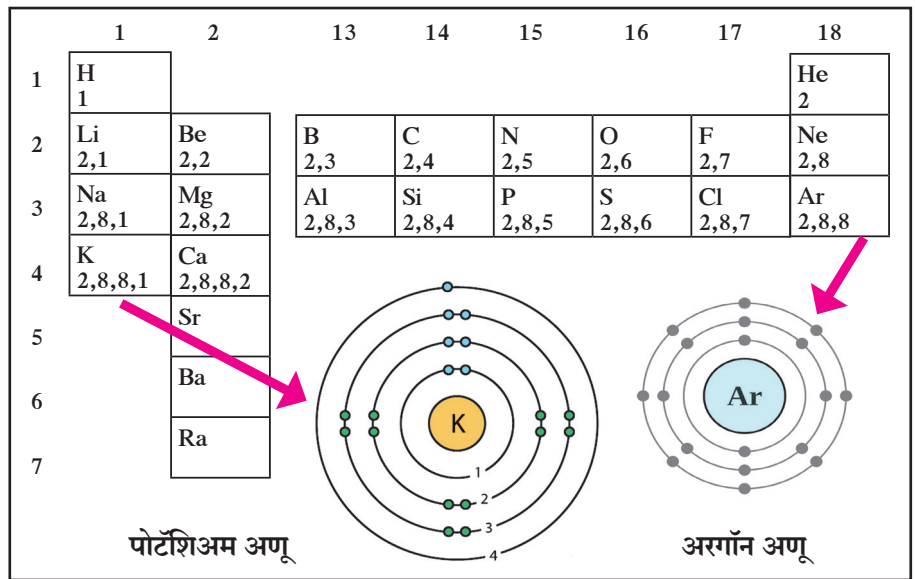 1 2 13 14 15 16 17 18
1 H He
1 2
2 Li Be B C N O F Ne
2,1 2,2 2,3 2,4 2,5 2,6 2,7 2,8
3 Na Mg Al Si P S Cl Ar
2,8,1 2,8,2 2,8,3 2,8,4 2,8,5 2,8,6 2,8,7 2,8,8
4 K Ca
2,8,8,1 2,8,8,2
5 Sr
6 Ba
7 Ra
K
1
2
3
4
Ar
पोटॅशिअम अणू
अरगॉन अणू